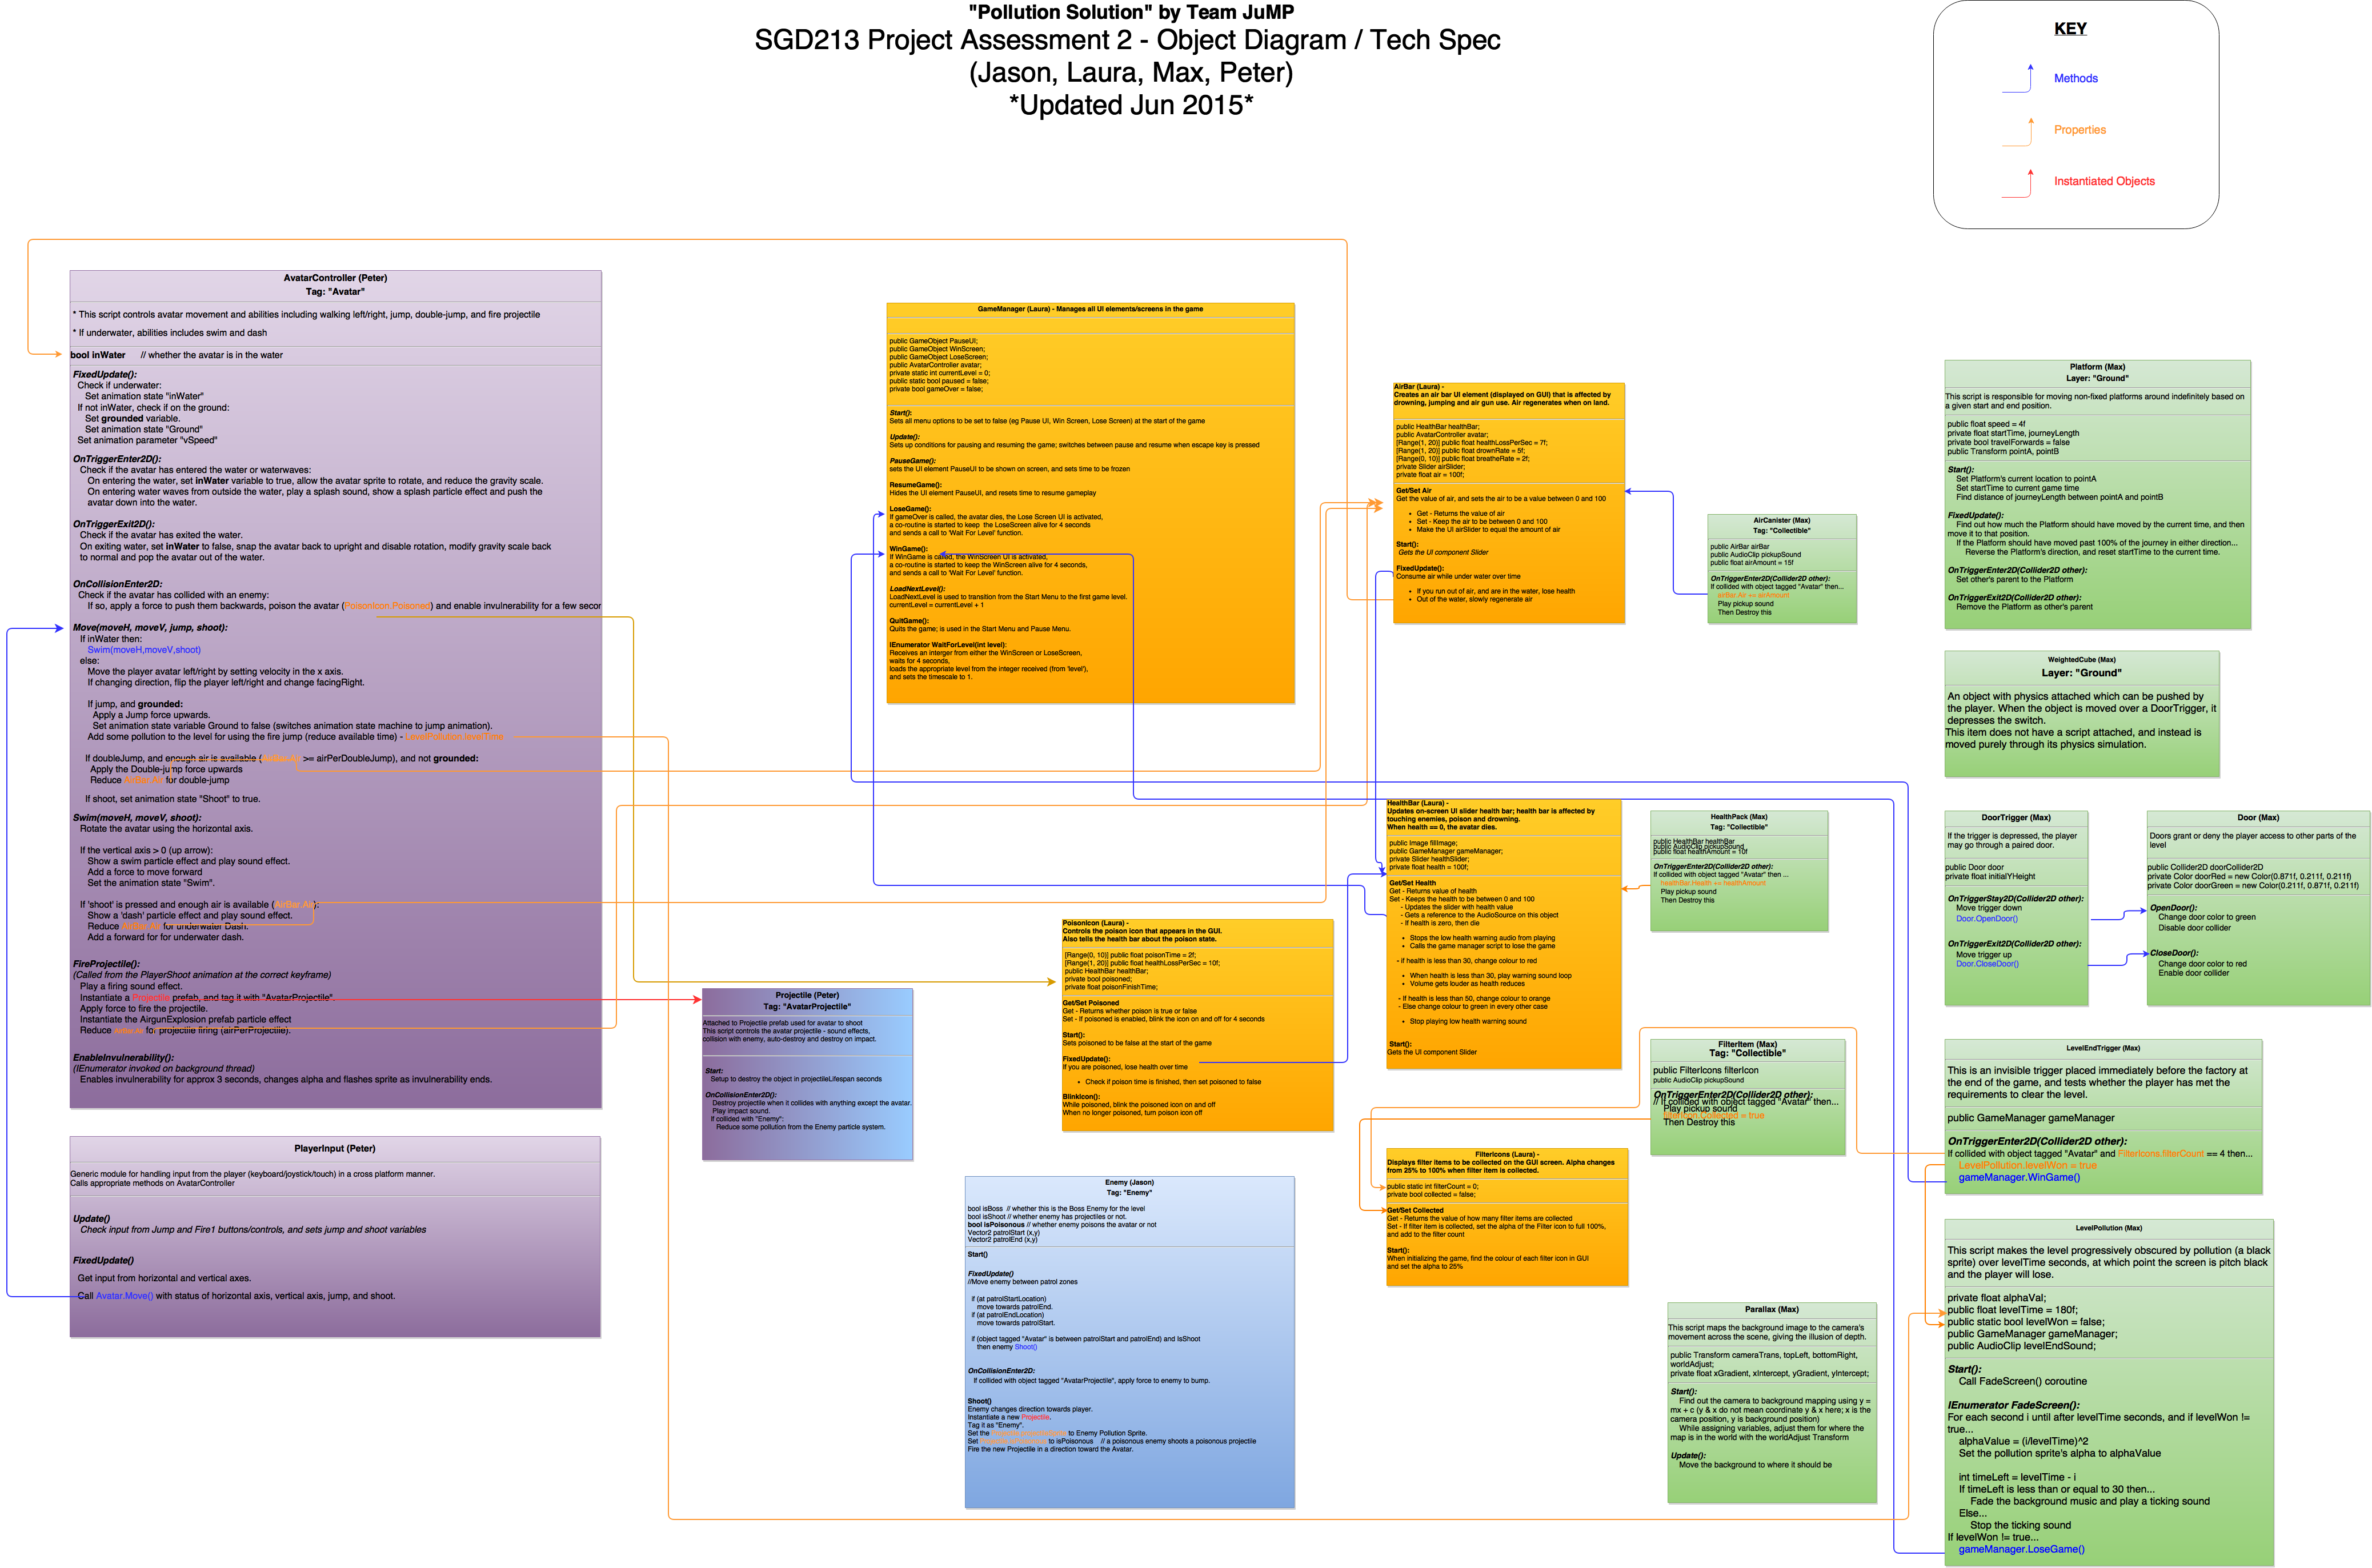 "Pollution Solution" by Team JuMP
SGD213 Project Assessment 2 - Object Diagram / Tech Spec
(Jason, Laura, Max, Peter)
*Updated Jun 2015*
KEY
Methods
Properties
Instantiated Objects
AvatarController (Peter)
Tag: "Avatar"
* This script controls avatar movement and abilities including walking left/right, jump, double-jump, and fire projectile
* If underwater, abilities includes swim and dash
bool inWater // whether the avatar is in the water
FixedUpdate():
Check if underwater:
Set animation state "inWater"
If not inWater, check if on the ground:
Set grounded variable.
Set animation state "Ground"
Set animation parameter "vSpeed"
OnTriggerEnter2D():
Check if the avatar has entered the water or waterwaves:
On entering the water, set inWater variable to true, allow the avatar sprite to rotate, and reduce the gravity scale.
On entering water waves from outside the water, play a splash sound, show a splash particle effect and push the
avatar down into the water.
OnTriggerExit2D():
Check if the avatar has exited the water.
On exiting water, set inWater to false, snap the avatar back to upright and disable rotation, modify gravity scale back
to normal and pop the avatar out of the water.
OnCollisionEnter2D:
Check if the avatar has collided with an enemy:
If so, apply a force to push them backwards, poison the avatar (PoisonIcon.Poisoned) and enable invulnerability for a few secor
Move(moveH, moveV, jump, shoot):
If inWater then:
Swim(moveH,moveV,shoot)
else:
Move the player avatar left/right by setting velocity in the x axis.
If changing direction, flip the player left/right and change facingRight.
If jump, and grounded:
Apply a Jump force upwards.
Set animation state variable Ground to false (switches animation state machine to jump animation).
Add some pollution to the level for using the fire jump (reduce available time) - LevelPollution.levelTime
If doubleJump, and enough air is available (AirBar.Air >= airPerDoubleJump), and not grounded:
Apply the Double-jump force upwards
Reduce AirBar.Air for double-jump
If shoot, set animation state "Shoot" to true.
Swim(moveH, moveV, shoot):
Rotate the avatar using the horizontal axis.
If the vertical axis > 0 (up arrow):
Show a swim particle effect and play sound effect.
Add a force to move forward
Set the animation state "Swim".
If 'shoot' is pressed and enough air is available (AirBar.Air):
Show a 'dash' particle effect and play sound effect.
Reduce AirBar.Air for underwater Dash.
Add a forward for for underwater dash.
FireProjectile():
(Called from the PlayerShoot animation at the correct keyframe)
Play a firing sound effect.
Instantiate a Projectile prefab, and tag it with "AvatarProjectile".
Apply force to fire the projectile.
Instantiate the AirgunExplosion prefab particle effect
Reduce AirBar.Air for projectile firing (airPerProjectile).
EnableInvulnerability():
(IEnumerator invoked on background thread)
Enables invulnerability for approx 3 seconds, changes alpha and flashes sprite as invulnerability ends.
PlayerInput (Peter)
Generic module for handling input from the player (keyboard/joystick/touch) in a cross platform manner.
Calls appropriate methods on AvatarController
Update()
Check input from Jump and Fire1 buttons/controls, and sets jump and shoot variables
FixedUpdate()
Get input from horizontal and vertical axes.
Call Avatar.Move() with status of horizontal axis, vertical axis, jump, and shoot.
GameManager (Laura) - Manages all UI elements/screens in the game
public GameObject PauseUI;
public GameObject WinScreen;
public GameObject LoseScreen;
public AvatarController avatar;
private static int currentLevel = 0;
public static bool paused = false;
private bool gameOver = false;
Start():
Sets all menu options to be set to false (eg Pause UI, Win Screen, Lose Screen) at the start of the game
Update():
Sets up conditions for pausing and resuming the game; switches between pause and resume when escape key is pressed
PauseGame():
sets the UI element PauseUI to be shown on screen, and sets time to be frozen
ResumeGame():
Hides the UI element PauseUI, and resets time to resume gameplay
LoseGame():
If gameOver is called, the avatar dies, the Lose Screen UI is activated,
a co-routine is started to keep the LoseScreen alive for 4 seconds
and sends a call to 'Wait For Level' function.
WinGame():
If WinGame is called, the WinScreen UI is activated,
a co-routine is started to keep the WinScreen alive for 4 seconds,
and sends a call to 'Wait For Level' function.
LoadNextLevel():
LoadNextLevel is used to transition from the Start Menu to the first game level.
currentLevel = currentLevel + 1
QuitGame():
Quits the game; is used in the Start Menu and Pause Menu.
IEnumerator WaitForLevel(int level):
Receives an interger from either the WinScreen or LoseScreen,
waits for 4 seconds,
loads the appropriate level from the integer received (from 'level'),
and sets the timescale to 1.
AirBar (Laura) -
Creates an air bar UI element (displayed on GUI) that is affected by
drowning, jumping and air gun use. Air regenerates when on land.
public HealthBar healthBar;
public AvatarController avatar;
[Range(1, 20)] public float healthLossPerSec = 7f;
[Range(1, 20)] public float drownRate = 5f;
[Range(0, 10)] public float breatheRate = 2f;
private Slider airSlider;
private float air = 100f;
Get/Set Air
Get the value of air, and sets the air to be a value between 0 and 100
• Get - Returns the value of air
• Set - Keep the air to be between 0 and 100
• Make the UI airSlider to equal the amount of air
Start():
Gets the UI component Slider
FixedUpdate():
Consume air while under water over time
• If you run out of air, and are in the water, lose health
• Out of the water, slowly regenerate air
AirCanister (Max)
Tag: "Collectible"
public AirBar airBar
public AudioClip pickupSound
public float airAmount = 15f
OnTriggerEnter2D(Collider2D other):
If collided with object tagged "Avatar" then...
airBar.Air += airAmount
Play pickup sound
Then Destroy this
Platform (Max)
Layer: "Ground"
This script is responsible for moving non-fixed platforms around indefinitely based on
a given start and end position.
public float speed = 4f
private float startTime, journeyLength
private bool travelForwards = false
public Transform pointA, pointB
Start():
Set Platform's current location to pointA
Set startTime to current game time
Find distance of journeyLength between pointA and pointB
FixedUpdate():
Find out how much the Platform should have moved by the current time, and then
move it to that position.
If the Platform should have moved past 100% of the journey in either direction...
Reverse the Platform's direction, and reset startTime to the current time.
OnTriggerEnter2D(Collider2D other):
Set other's parent to the Platform
OnTriggerExit2D(Collider2D other):
Remove the Platform as other's parent
WeightedCube (Max)
Layer: "Ground"
An object with physics attached which can be pushed by
the player. When the object is moved over a DoorTrigger, it
depresses the switch.
This item does not have a script attached, and instead is
moved purely through its physics simulation.
DoorTrigger (Max)
If the trigger is depressed, the player
may go through a paired door.
public Door door
private float initialYHeight
OnTriggerStay2D(Collider2D other):
Move trigger down
Door.OpenDoor()
OnTriggerExit2D(Collider2D other):
Move trigger up
Door.CloseDoor()
Door (Max)
Doors grant or deny the player access to other parts of the
level
public Collider2D doorCollider2D
private Color doorRed = new Color(0.871f, 0.211f, 0.211f)
private Color doorGreen = new Color(0.211f, 0.871f, 0.211f)
OpenDoor():
Change door color to green
Disable door collider
CloseDoor():
Change door color to red
Enable door collider
HealthBar (Laura) -
Updates on-screen UI slider health bar; health bar is affected by
touching enemies, poison and drowning.
When health == 0, the avatar dies.
public Image fillImage;
public GameManager gameManager;
private Slider healthSlider;
private float health = 100f;
Get/Set Health
Get - Returns value of health
Set - Keeps the health to be between 0 and 100
- Updates the slider with health value
- Gets a reference to the AudioSource on this object
- If health is zero, then die
• Stops the low health warning audio from playing
• Calls the game manager script to lose the game
- if health is less than 30, change colour to red
• When health is less than 30, play warning sound loop
• Volume gets louder as health reduces
- If health is less than 50, change colour to orange
- Else change colour to green in every other case
• Stop playing low health warning sound
Start():
Gets the UI component Slider
HealthPack (Max)
Tag: "Collectible"
public HealthBar healthBar
public AudioClip pickupSound
public float healthAmount = 10f
OnTriggerEnter2D(Collider2D other):
If collided with object tagged "Avatar" then ...
healthBar.Health += healthAmount
Play pickup sound
Then Destroy this
PoisonIcon (Laura) -
Controls the poison icon that appears in the GUI.
Also tells the health bar about the poison state.
[Range(0, 10)] public float poisonTime = 2f;
[Range(1, 20)] public float healthLossPerSec = 10f;
public HealthBar healthBar;
private bool poisoned;
private float poisonFinishTime;
Get/Set Poisoned
Get - Returns whether poison is true or false
Set - If poisoned is enabled, blink the icon on and off for 4 seconds
Start():
Sets poisoned to be false at the start of the game
FixedUpdate():
If you are poisoned, lose health over time
• Check if poison time is finished, then set poisoned to false
BlinkIcon():
While poisoned, blink the poisoned icon on and off
When no longer poisoned, turn poison icon off
Projectile (Peter)
Tag: "AvatarProjectile"
Attached to Projectile prefab used for avatar to shoot
This script controls the avatar projectile - sound effects,
collision with enemy, auto-destroy and destroy on impact.
Start:
Setup to destroy the object in projectileLifespan seconds
OnCollisionEnter2D():
Destroy projectile when it collides with anything except the avatar.
Play impact sound.
If collided with "Enemy":
Reduce some pollution from the Enemy particle system.
Enemy (Jason)
Tag: "Enemy"
bool isBoss // whether this is the Boss Enemy for the level
bool isShoot // whether enemy has projectiles or not.
bool isPoisonous // whether enemy poisons the avatar or not
Vector2 patrolStart (x,y)
Vector2 patrolEnd (x,y)
Start()
FixedUpdate()
//Move enemy between patrol zones
if (at patrolStartLocation)
move towards patrolEnd.
if (at patrolEndLocation)
move towards patrolStart.
if (object tagged "Avatar" is between patrolStart and patrolEnd) and IsShoot
then enemy Shoot()
OnCollisionEnter2D:
If collided with object tagged "AvatarProjectile", apply force to enemy to bump.
Shoot()
Enemy changes direction towards player.
Instantiate a new Projectile.
Tag it as "Enemy".
Set the to Enemy Pollution Sprite.
Set to isPoisonous // a poisonous enemy shoots a poisonous projectile
Fire the new Projectile in a direction toward the Avatar.
FilterItem (Max)
Tag: "Collectible"
public FilterIcons filterIcon
public AudioClip pickupSound
OnTriggerEnter2D(Collider2D other):
// If collided with object tagged "Avatar" then...
Play pickup sound
filterIcon.Collected = true
Then Destroy this
FilterIcons (Laura) -
Displays filter items to be collected on the GUI screen. Alpha changes
from 25% to 100% when filter item is collected.
public static int filterCount = 0;
private bool collected = false;
Get/Set Collected
Get - Returns the value of how many filter items are collected
Set - If filter item is collected, set the alpha of the Filter icon to full 100%,
and add to the filter count
Start():
When initializing the game, find the colour of each filter icon in GUI
and set the alpha to 25%
Parallax (Max)
This script maps the background image to the camera's
movement across the scene, giving the illusion of depth.
public Transform cameraTrans, topLeft, bottomRight,
worldAdjust;
private float xGradient, xIntercept, yGradient, yIntercept;
Start():
Find out the camera to background mapping using y =
mx + c (y & x do not mean coordinate y & x here; x is the
camera position, y is background position)
While assigning variables, adjust them for where the
map is in the world with the worldAdjust Transform
Update():
Move the background to where it should be
LevelEndTrigger (Max)
This is an invisible trigger placed immediately before the factory at
the end of the game, and tests whether the player has met the
requirements to clear the level.
public GameManager gameManager
OnTriggerEnter2D(Collider2D other):
If collided with object tagged "Avatar" and FilterIcons.filterCount == 4 then...
LevelPollution.levelWon = true
gameManager.WinGame()
LevelPollution (Max)
This script makes the level progressively obscured by pollution (a black
sprite) over levelTime seconds, at which point the screen is pitch black
and the player will lose.
private float alphaVal;
public float levelTime = 180f;
public static bool levelWon = false;
public GameManager gameManager;
public AudioClip levelEndSound;
Start():
Call FadeScreen() coroutine
IEnumerator FadeScreen():
For each second i until after levelTime seconds, and if levelWon !=
true...
alphaValue = (i/levelTime)^2
Set the pollution sprite's alpha to alphaValue
int timeLeft = levelTime - i
If timeLeft is less than or equal to 30 then...
Fade the background music and play a ticking sound
Else...
Stop the ticking sound
If levelWon != true...
gameManager.LoseGame()